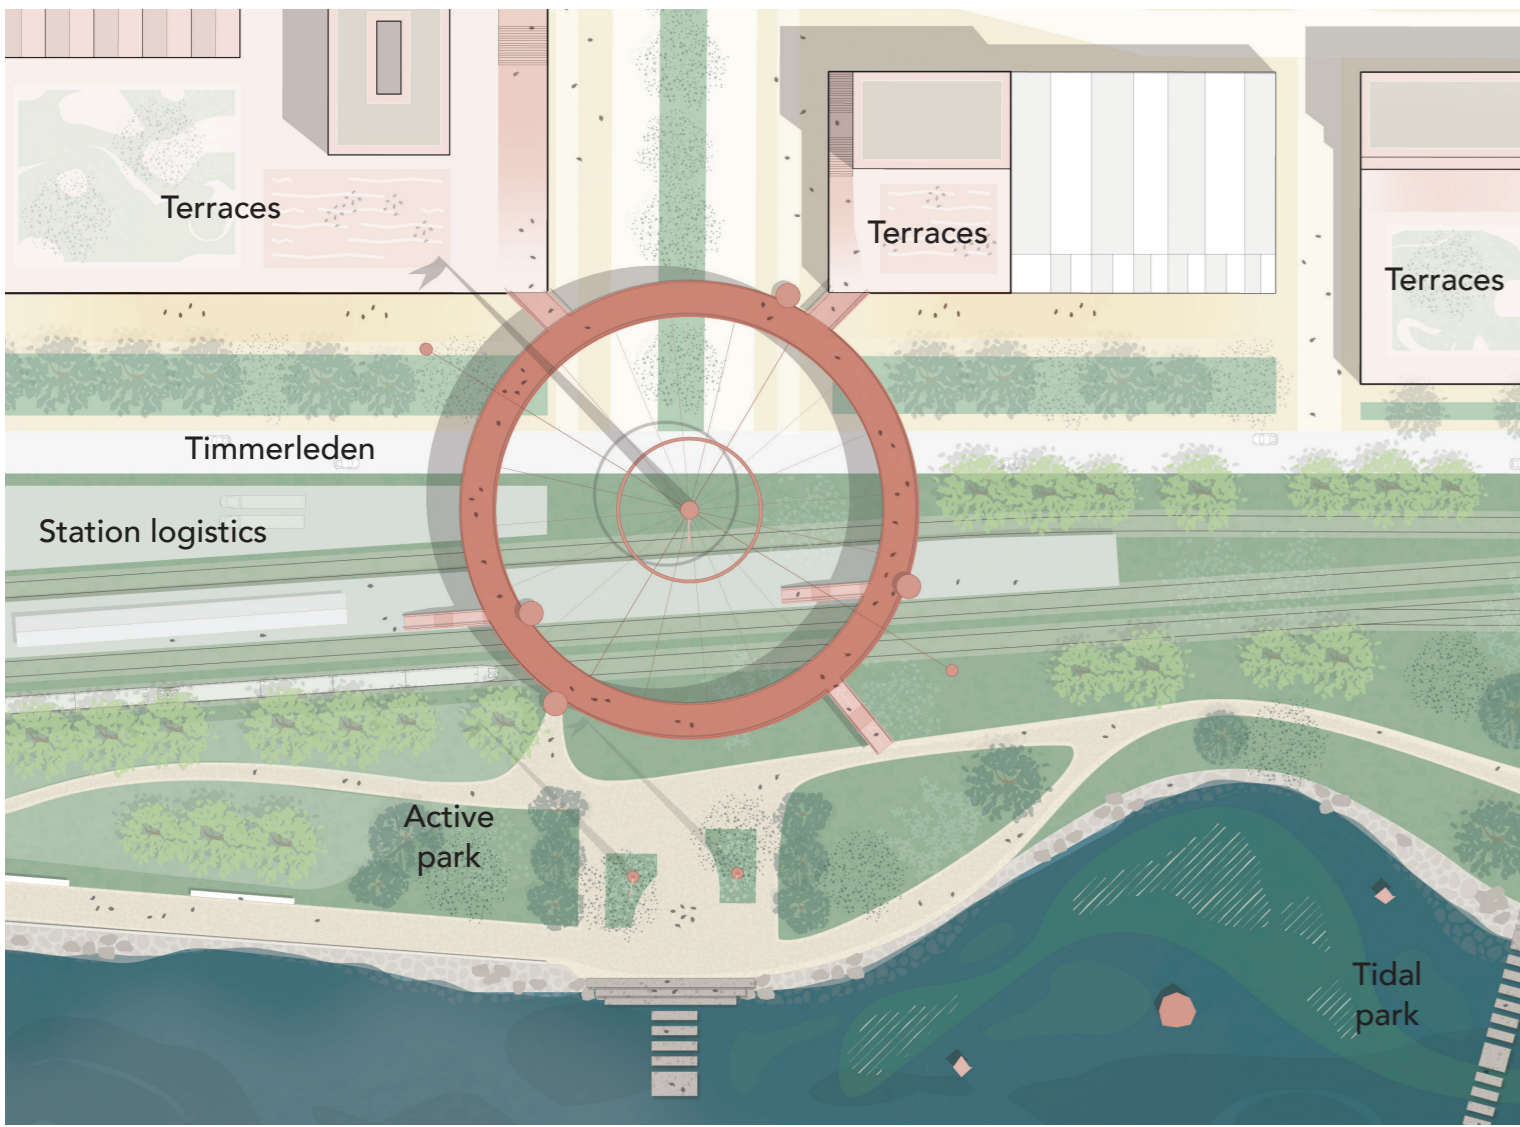 Terraces
Terraces
Terraces
Timmerleden
Station logistics
Active
park
Tidal
park